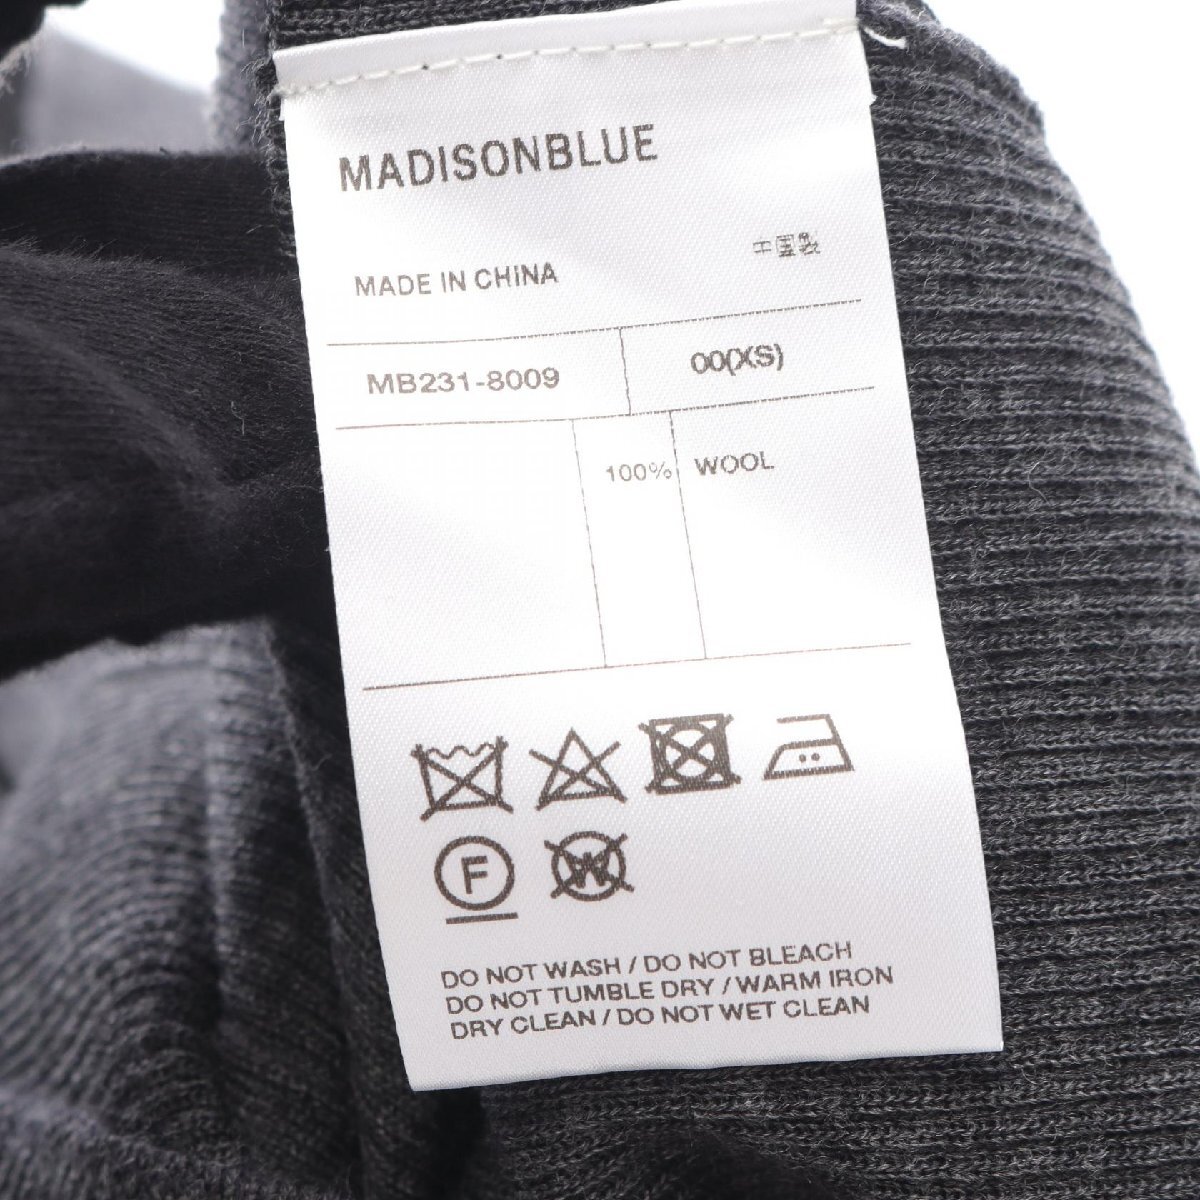 MADISONBLUE
中国製
MADE IN CHINA
MB231-8009 00(XS)
100% WOOL
F W
DO NOT WASH / DO NOT BLEACH
DO NOT TUMBLE DRY / WARM IRON
DRY CLEAN / DO NOT WET CLEAN